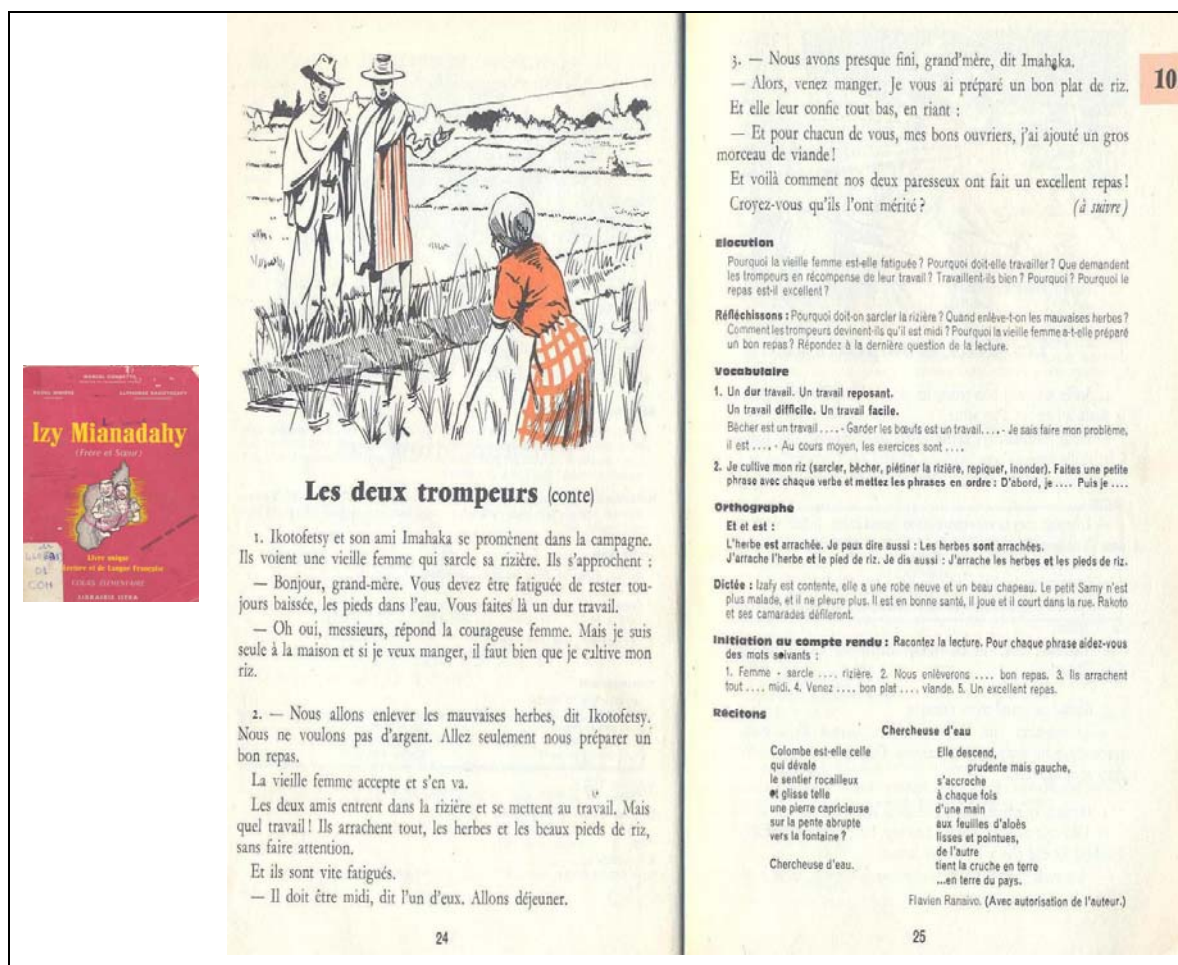 Izy Mianadahy
(Frère et Sœur)
Livre unique
Lecture et de Langue Française
COURS ÉLÉMENTAIRE
LIBRAIRIE
Les deux trompeurs (conte)
1. Ikotofetsy et son ami Imahaka se promènent dans la campagne.
Ils voient une vieille femme qui sarcle sa rizière. Ils s'approchent :
— Bonjour, grand-mère. Vous devez être fatiguée de rester tou-
jours baissée, les pieds dans l'eau. Vous faites là un dur travail.
— Oh oui, messieurs, répond la courageuse femme. Mais je suis
seule à la maison et si je veux manger, il faut bien que je cultive mon
riz.
2. — Nous allons enlever les mauvaises herbes, dit Ikotofetsy.
Nous ne voulons pas d'argent. Allez seulement nous préparer un
bon repas.
La vieille femme accepte et s'en va.
Les deux amis entrent dans la rizière et se mettent au travail. Mais
quel travail ! Ils arrachent tout, les herbes et les beaux pieds de riz,
sans faire attention.
Et ils sont vite fatigués.
— Il doit être midi, dit l'un d'eux. Allons déjeuner.
24
3. — Nous avons presque fini, grand'mère, dit Imahaka.
— Alors, venez manger. Je vous ai préparé un bon plat de riz.
Et elle leur confie tout bas, en riant :
— Et pour chacun de vous, mes bons ouvriers, j'ai ajouté un gros
morceau de viande !
Et voilà comment nos deux paresseux ont fait un excellent repas !
Croyez-vous qu'ils l'ont mérité ? (à suivre)
10
Elocution
Pourquoi la vieille femme est-elle fatiguée ? Pourquoi doit-elle travailler ? Que demandent
les trompeurs en récompense de leur travail ? Travaillent-ils bien ? Pourquoi ? Pourquoi le
repas est-il excellent ?
Réfléchissons : Pourquoi doit-on sarcler la rizière ? Quand enlève-t-on les mauvaises herbes ?
Comment les trompeurs devinent-ils qu'il est midi ? Pourquoi la vieille femme a-t-elle préparé
un bon repas ? Répondez à la dernière question de la lecture.
Vocabulaire
1. Un dur travail. Un travail reposant.
Un travail difficile. Un travail facile.
Bêcher est un travail .... - Garder les bœufs est un travail.... - Je sais faire mon problème,
il est .... - Au cours moyen, les exercices sont ....
2. Je cultive mon riz (sarcler, bêcher, piétiner la rizière, repiquer, inonder). Faites une petite
phrase avec chaque verbe et mettez les phrases en ordre : D'abord, je .... Puis je ....
Orthographe
Et et est :
L'herbe est arrachée. Je peux dire aussi : Les herbes sont arrachées.
J'arrache l'herbe et le pied de riz. Je dis aussi : J'arrache les herbes et les pieds de riz.
Dictée : Izafy est contente, elle a une robe neuve et un beau chapeau. Le petit Samy n'est
plus malade, et il ne pleure plus. Il est en bonne santé, il joue et il court dans la rue. Rakoto
et ses camarades défileront.
Initiation au compte rendu : Racontez la lecture. Pour chaque phrase aidez-vous
des mots suivants :
1. Femme - sarcle .... rizière. 2. Nous enlèverons .... bon repas. 3. Ils arrachent
tout .... midi. 4. Venez .... bon plat .... viande. 5. Un excellent repas.
Récitons
Chercheuse d'eau
Colombe est-elle celle
qui dévale
le sentier rocailleux
et glisse telle
une pierre capricieuse
sur la pente abrupte
vers la fontaine ?
Chercheuse d'eau.
Elle descend,
prudente mais gauche,
s'accroche
à chaque fois
d'une main
aux feuilles d'aloès
lisses et pointues,
de l'autre
tient la cruche en terre
...en terre du pays.
Flavien Ranaivo. (Avec autorisation de l'auteur.)
25